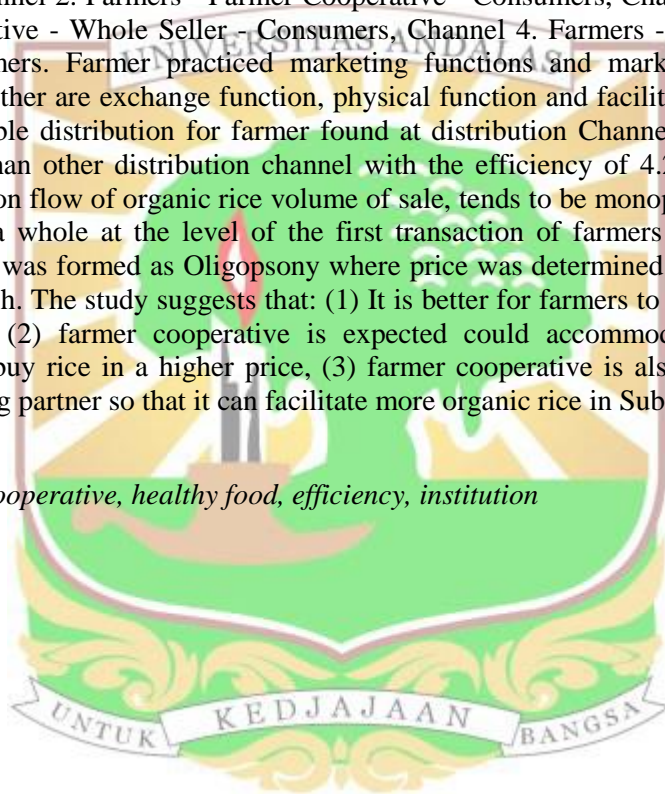 nnel 2. Farmers - Farmer Cooperative - Consumers, Cha
tive - Whole Seller - Consumers, Channel 4. Farmers -
mers. Farmer practiced marketing functions and mark
ther are exchange function, physical function and facilit
ble distribution for farmer found at distribution Channe
han other distribution channel with the efficiency of 4.
on flow of organic rice volume of sale, tends to be monop
a whole at the level of the first transaction of farmers
was formed as Oligopsony where price was determined
h. The study suggests that: (1) It is better for farmers to
(2) farmer cooperative is expected could accommod
buy rice in a higher price, (3) farmer cooperative is als
g partner so that it can facilitate more organic rice in Sub
ooperative, healthy food, efficiency, institution
UNIVERSITAS ANDALAS
UNTUK KEDJAJAAN BANGSA